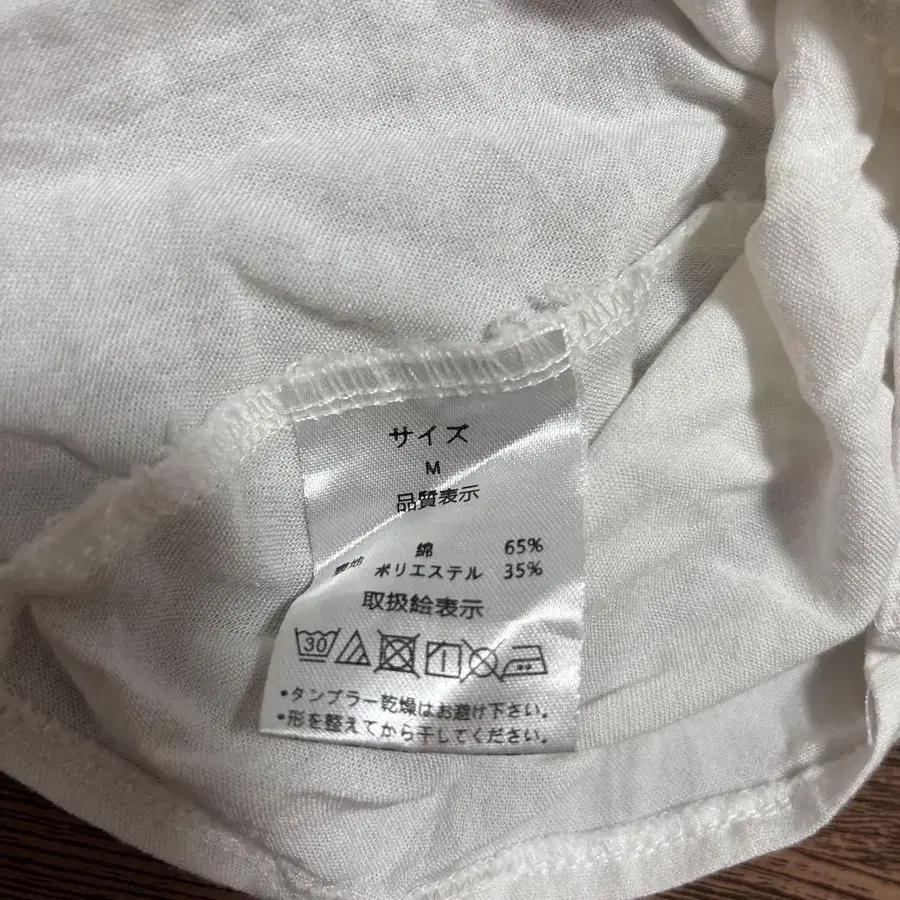 サイズ
M
品質表示
綿 65%
ポリエステル 35%
取扱絵表示
30
•タンブラー乾燥はお避け下さい。
•形を整えてから干してください。